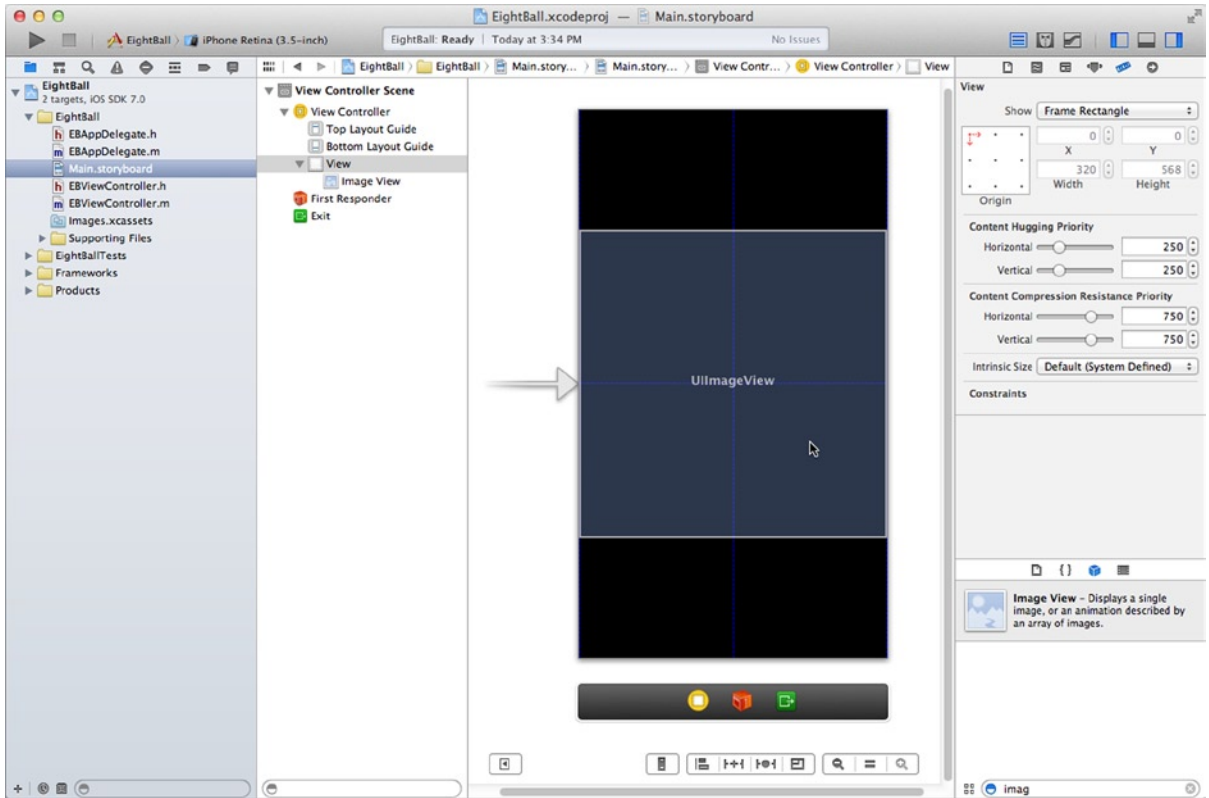 EightBall.xcodeproj — Main.storyboard
EightBall 〉 iPhone Retina (3.5-inch)
EightBall: Ready | Today at 3:34 PM
No Issues
EightBall 〉 EightBall 〉 Main.story... 〉 Main.story... 〉 View Contr... 〉 View Controller 〉 View
EightBall
2 targets, iOS SDK 7.0
EightBall
h EBAppDelegate.h
m EBAppDelegate.m
Main.storyboard
h EBViewController.h
m EBViewController.m
Images.xcassets
Supporting Files
EightBallTests
Frameworks
Products
View Controller Scene
View Controller
Top Layout Guide
Bottom Layout Guide
View
Image View
First Responder
Exit
UIImageView
View
Show Frame Rectangle
0 0
X Y
320 568
Width Height
Origin
Content Hugging Priority
Horizontal 250
Vertical 250
Content Compression Resistance Priority
Horizontal 750
Vertical 750
Intrinsic Size Default (System Defined)
Constraints
{}
Image View – Displays a single
image, or an animation described by
an array of images.
imag